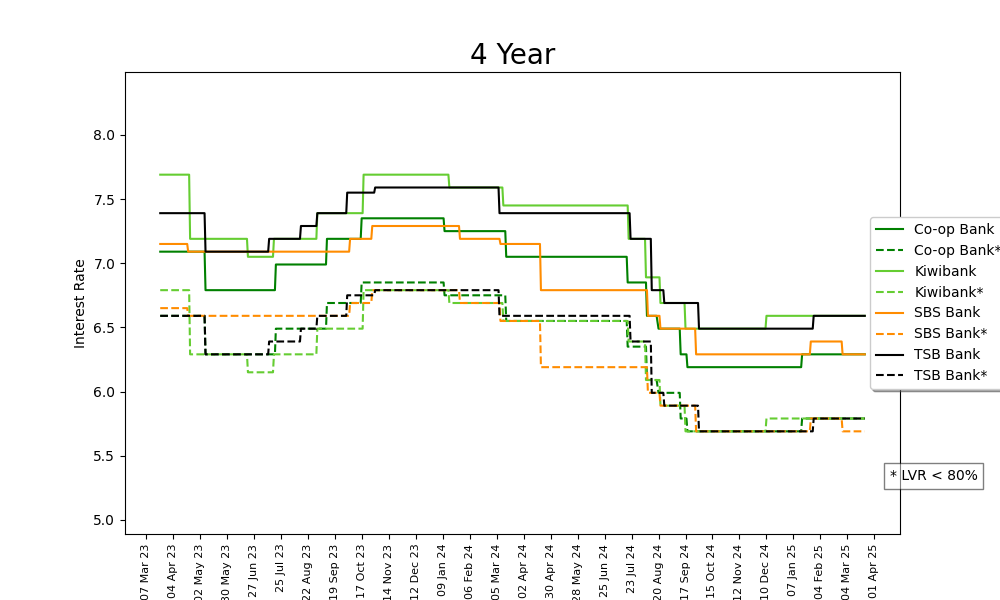 4 Year
Interest Rate
8.0
7.5
7.0
6.5
6.0
5.5
5.0
07 Mar 23
04 Apr 23
02 May 23
30 May 23
27 Jun 23
25 Jul 23
22 Aug 23
19 Sep 23
17 Oct 23
14 Nov 23
12 Dec 23
09 Jan 24
06 Feb 24
05 Mar 24
02 Apr 24
30 Apr 24
28 May 24
25 Jun 24
23 Jul 24
20 Aug 24
17 Sep 24
15 Oct 24
12 Nov 24
10 Dec 24
07 Jan 25
04 Feb 25
04 Mar 25
01 Apr 25
Co-op Bank
Co-op Bank*
Kiwibank
Kiwibank*
SBS Bank
SBS Bank*
TSB Bank
TSB Bank*
* LVR < 80%